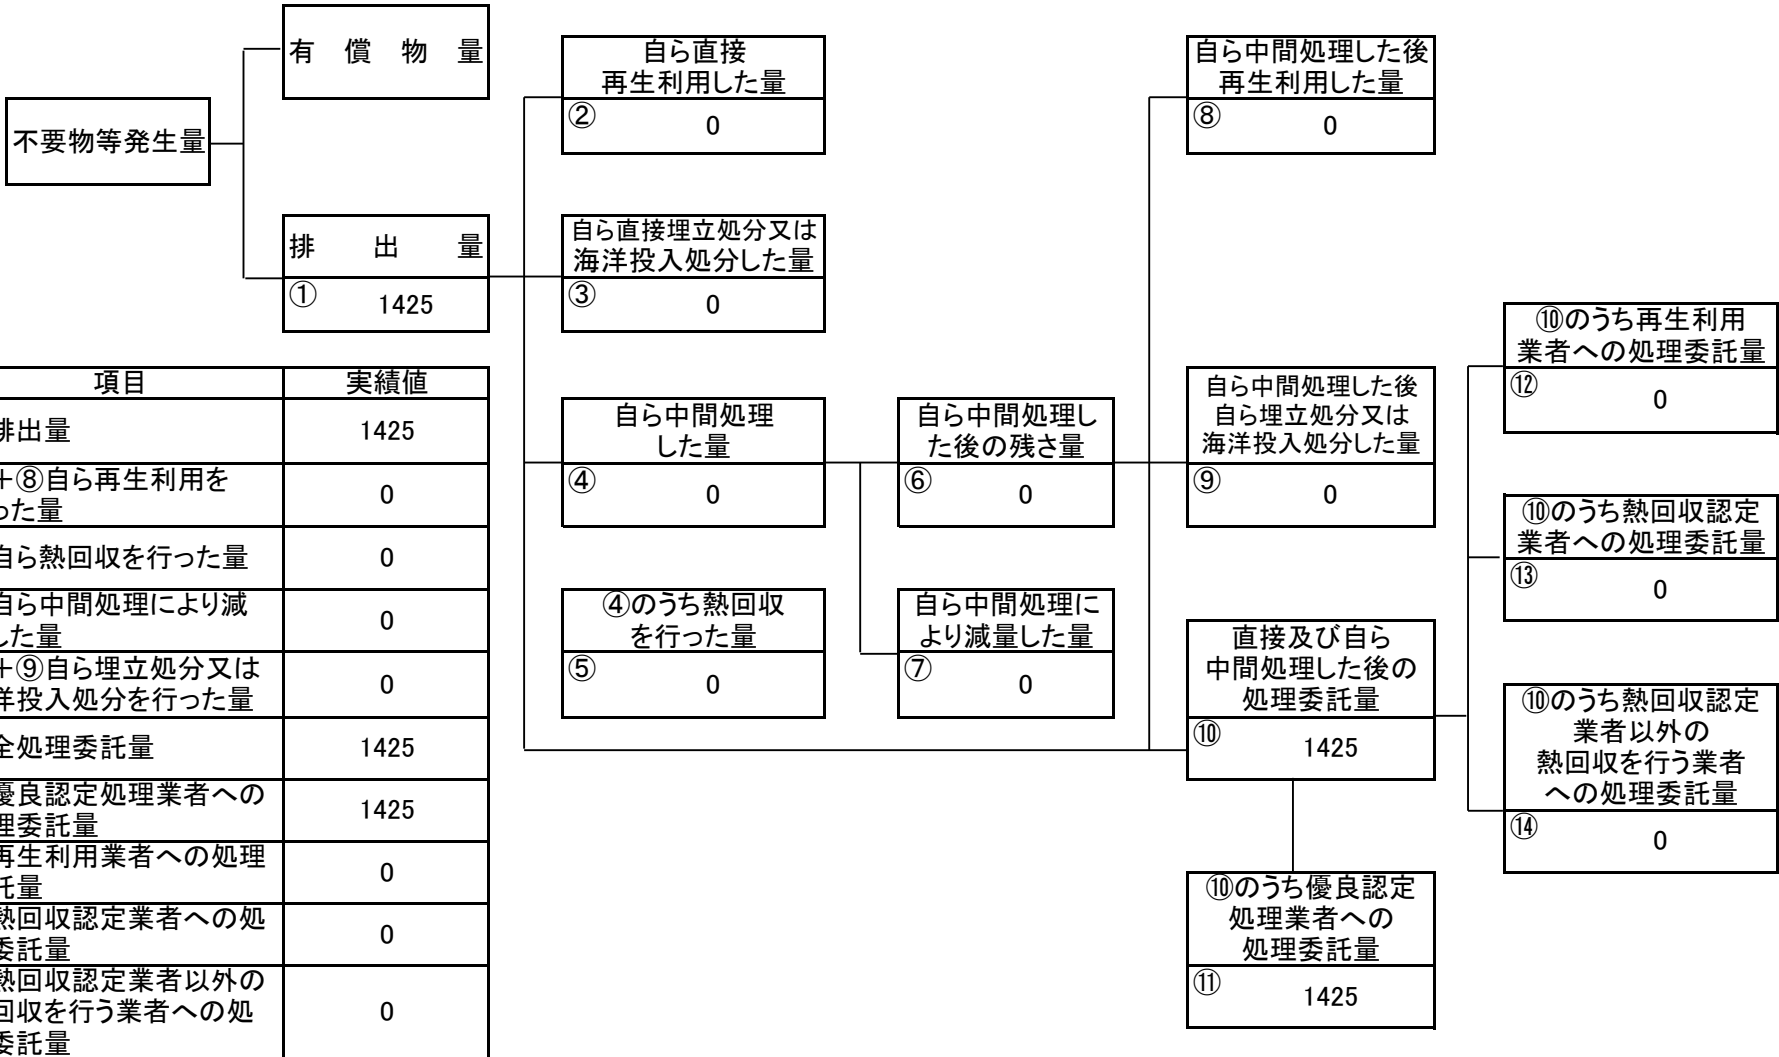 有償物量
不要物等発生量
排出量
① 1425
自ら直接
再生利用した量
② 0
自ら直接埋立処分又は
海洋投入処分した量
③ 0
自ら中間処理
した量
④ 0
④のうち熱回収
を行った量
⑤ 0
自ら中間処理し
た後の残さ量
⑥ 0
自ら中間処理に
より減量した量
⑦ 0
自ら中間処理した後
再生利用した量
⑧ 0
自ら中間処理した後
自ら埋立処分又は
海洋投入処分した量
⑨ 0
直接及び自ら
中間処理した後の
処理委託量
⑩ 1425
⑩のうち優良認定
処理業者への
処理委託量
⑪ 1425
⑩のうち再生利用
業者への処理委託量
⑫ 0
⑩のうち熱回収認定
業者への処理委託量
⑬ 0
⑩のうち熱回収認定
業者以外の
熱回収を行う業者
への処理委託量
⑭ 0
項目 実績値
排出量 1425
+⑧自ら再生利用を
った量 0
自ら熱回収を行った量 0
自ら中間処理により減
した量 0
+⑨自ら埋立処分又は
洋投入処分を行った量 0
全処理委託量 1425
優良認定処理業者への
理委託量 1425
再生利用業者への処理
託量 0
熱回収認定業者への処
委託量 0
熱回収認定業者以外の
回収を行う業者への処
委託量 0